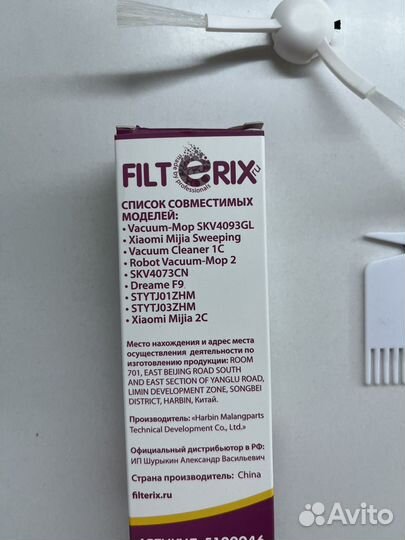 FILTERIX.ru
made by professionals
СПИСОК СОВМЕСТИМЫХ
МОДЕЛЕЙ:
• Vacuum-Mop SKV4093GL
• Xiaomi Mijia Sweeping
• Vacuum Cleaner 1C
• Robot Vacuum-Mop 2
• SKV4073CN
• Dreame F9
• STYTJ01ZHM
• STYTJ03ZHM
• Xiaomi Mijia 2C
Место нахождения и адрес места
осуществления деятельности по
изготовлению продукции: ROOM
701, EAST BEIJING ROAD SOUTH
AND EAST SECTION OF YANGLU ROAD,
LIMIN DEVELOPMENT ZONE, SONGBEI
DISTRICT, HARBIN, Китай.
Производитель: «Harbin Malangparts
Technical Development Co., Ltd.»
Официальный дистрибьютор в РФ:
ИП Шурыкин Александр Васильевич
Страна производитель: China
filterix.ru
Avito